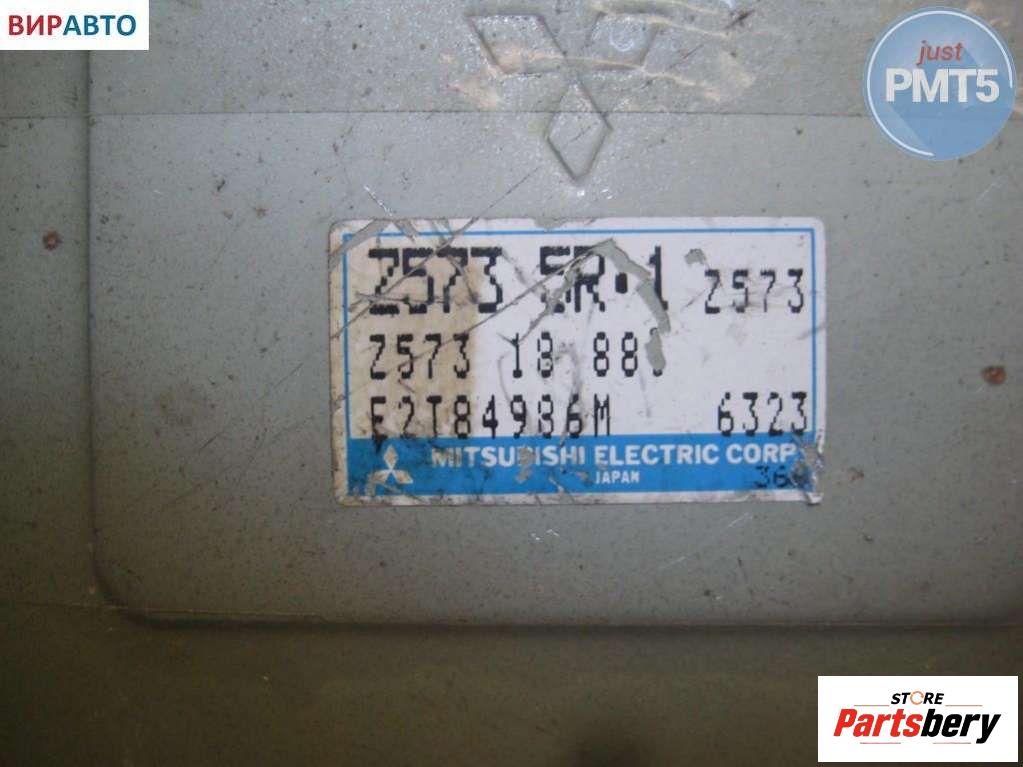 ВИРАВТО
just
PMT5
Z573 5R·1 Z573
Z573 18 88
E2T84986M 6323
MITSUBISHI ELECTRIC CORP
JAPAN
STORE
Partsbery